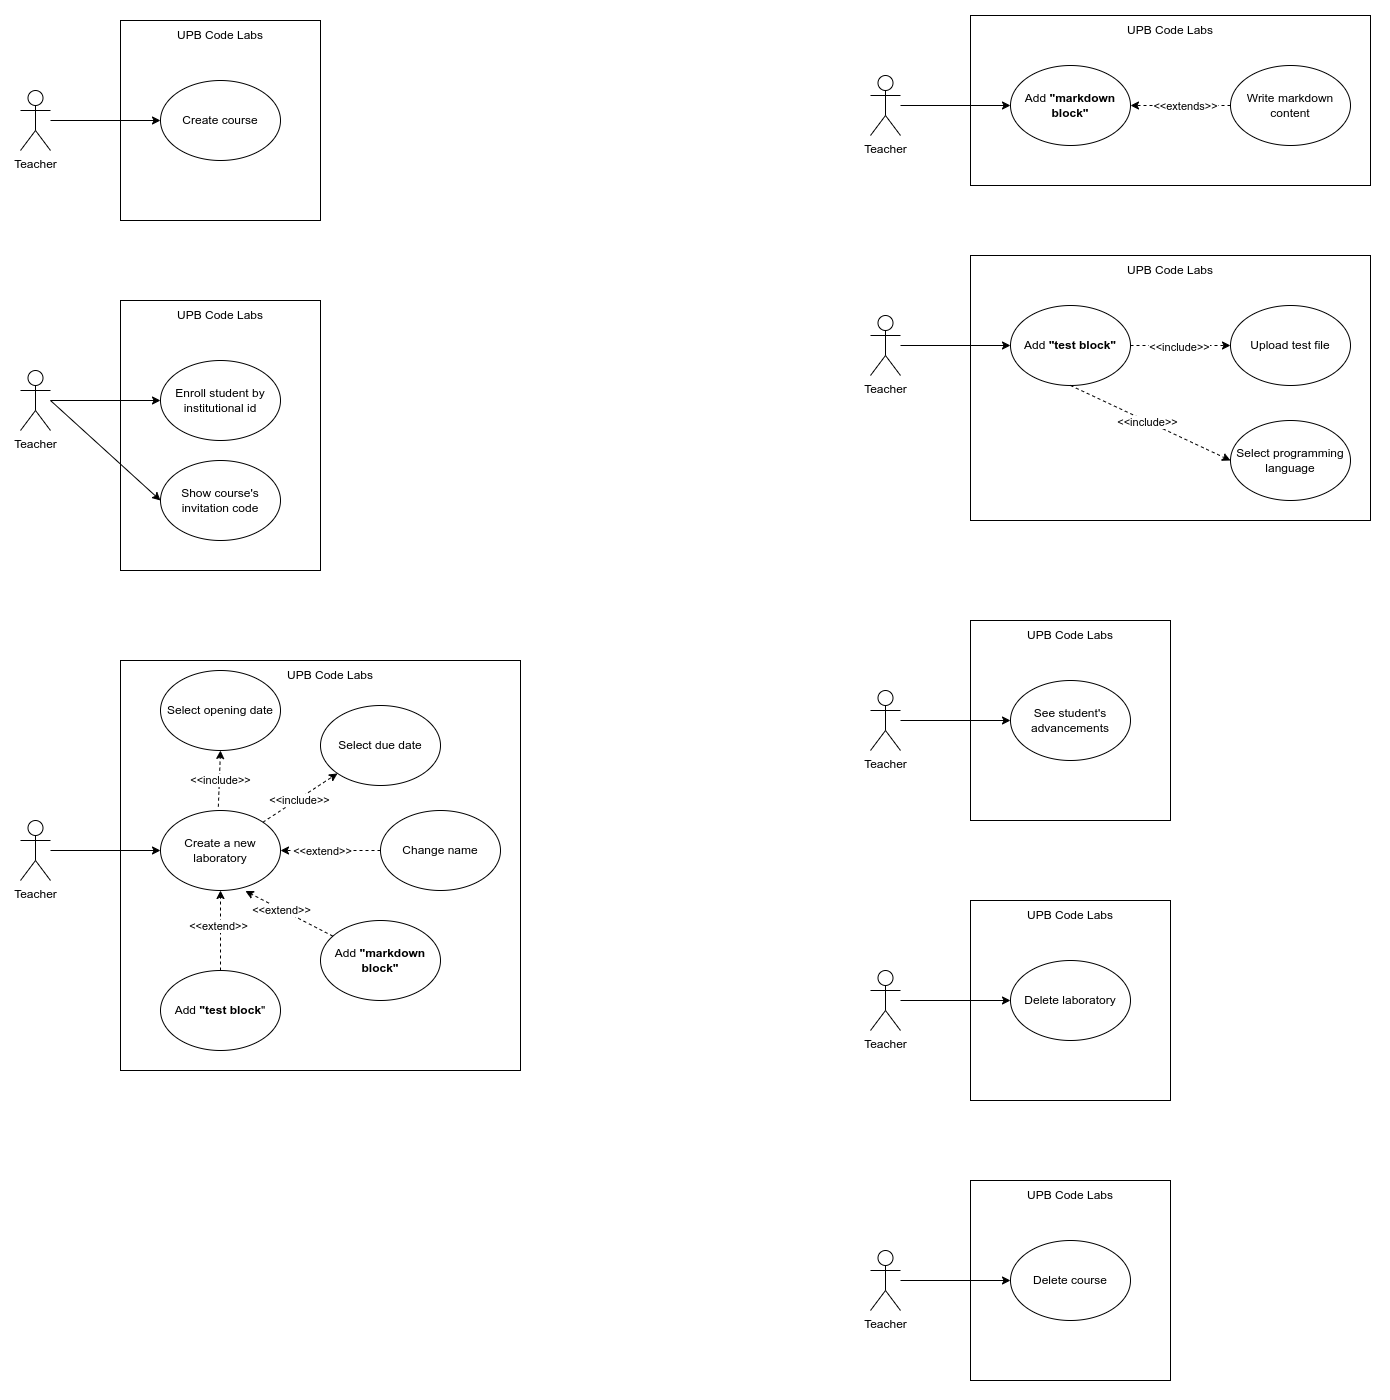 UPB Code Labs
Create course
Teacher
UPB Code Labs
Enroll student by
institutional id
Show course's
invitation code
Teacher
UPB Code Labs
Select opening date
Select due date
<<include>>
<<include>>
Create a new
laboratory
<<extend>>
Change name
<<extend>>
<<extend>>
Add "markdown
block"
Add "test block"
Teacher
UPB Code Labs
Add "markdown
block"
<<extends>>
Write markdown
content
Teacher
UPB Code Labs
Add "test block"
<<include>>
Upload test file
<<include>>
Select programming
language
Teacher
UPB Code Labs
See student's
advancements
Teacher
UPB Code Labs
Delete laboratory
Teacher
UPB Code Labs
Delete course
Teacher